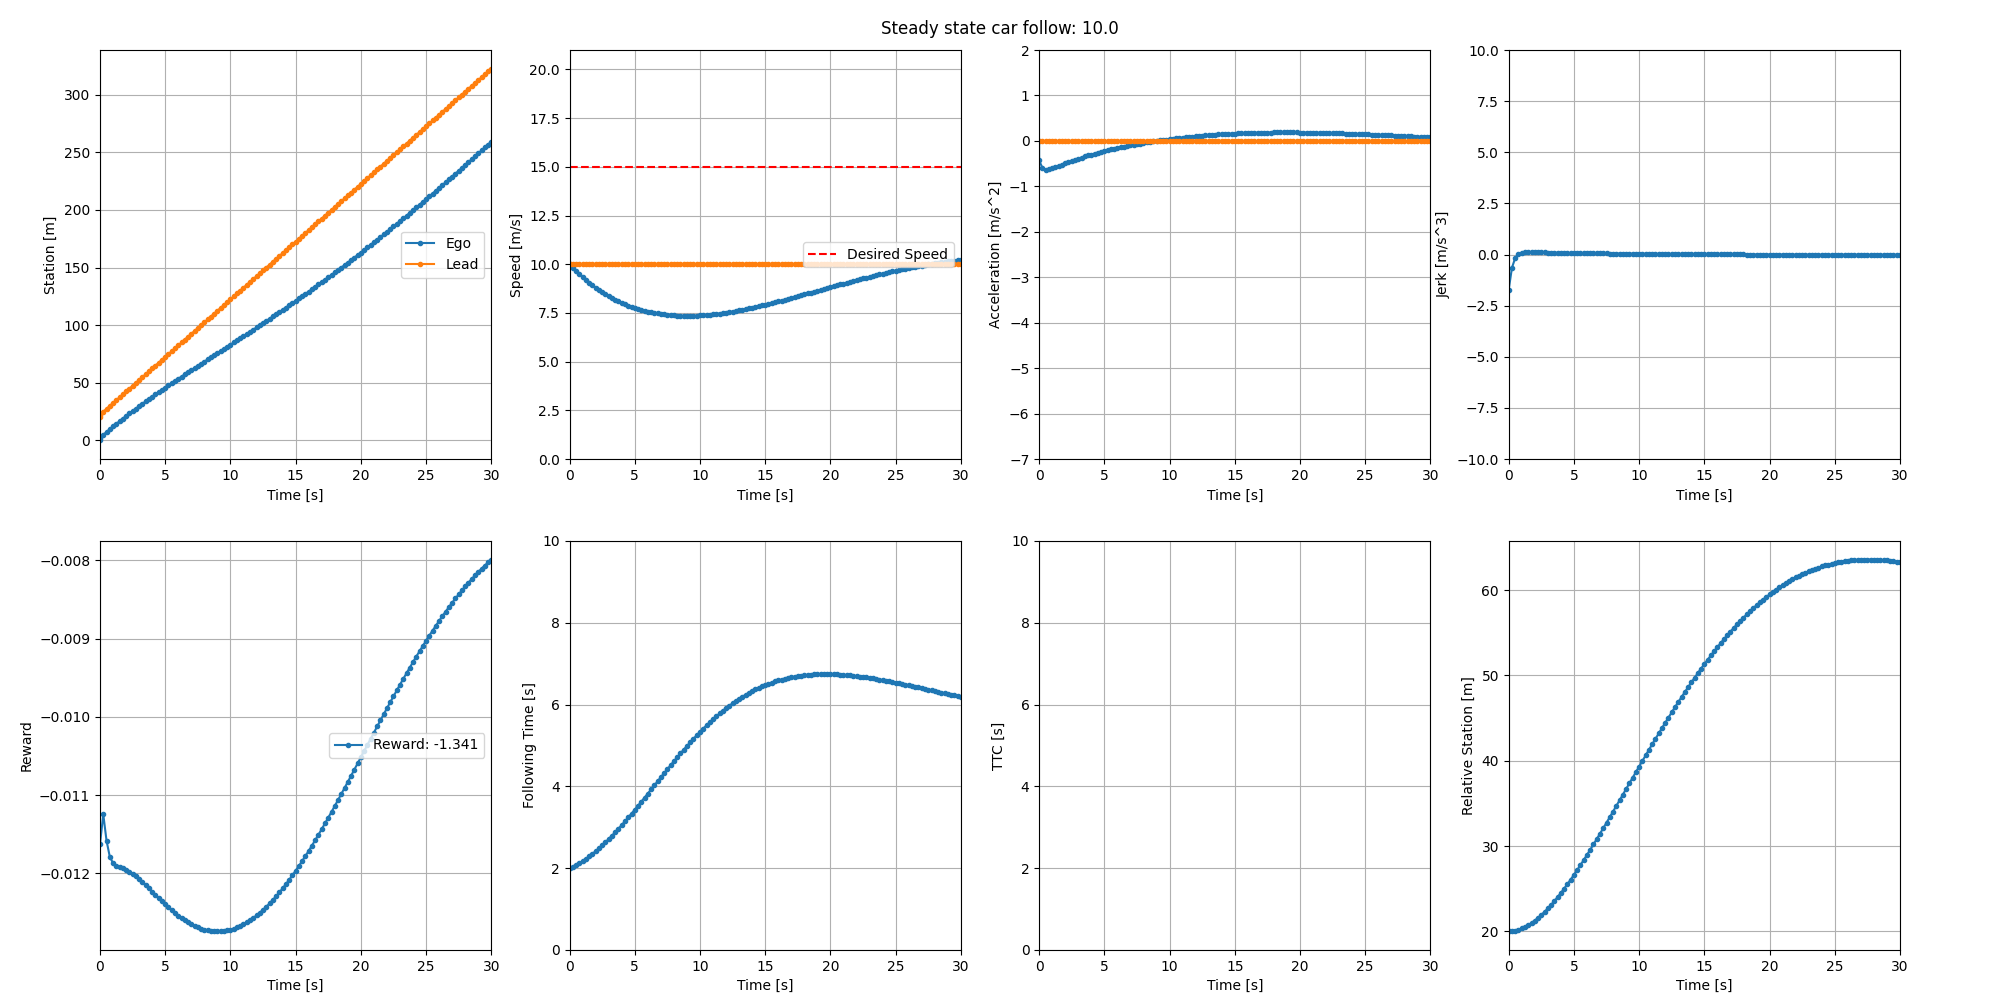 Steady state car follow: 10.0
Station [m]
300
250
200
150
100
50
0
Ego
Lead
0 5 10 15 20 25 30
Time [s]
Speed [m/s]
20.0
17.5
15.0
12.5
10.0
7.5
5.0
2.5
0.0
Desired Speed
0 5 10 15 20 25 30
Time [s]
Acceleration [m/s^2]
2
1
0
−1
−2
−3
−4
−5
−6
−7
0 5 10 15 20 25 30
Time [s]
Jerk [m/s^3]
10.0
7.5
5.0
2.5
0.0
−2.5
−5.0
−7.5
−10.0
0 5 10 15 20 25 30
Time [s]
Reward
−0.008
−0.009
−0.010
−0.011
−0.012
Reward: -1.341
0 5 10 15 20 25 30
Time [s]
Following Time [s]
10
8
6
4
2
0
0 5 10 15 20 25 30
Time [s]
TTC [s]
10
8
6
4
2
0
0 5 10 15 20 25 30
Time [s]
Relative Station [m]
60
50
40
30
20
0 5 10 15 20 25 30
Time [s]